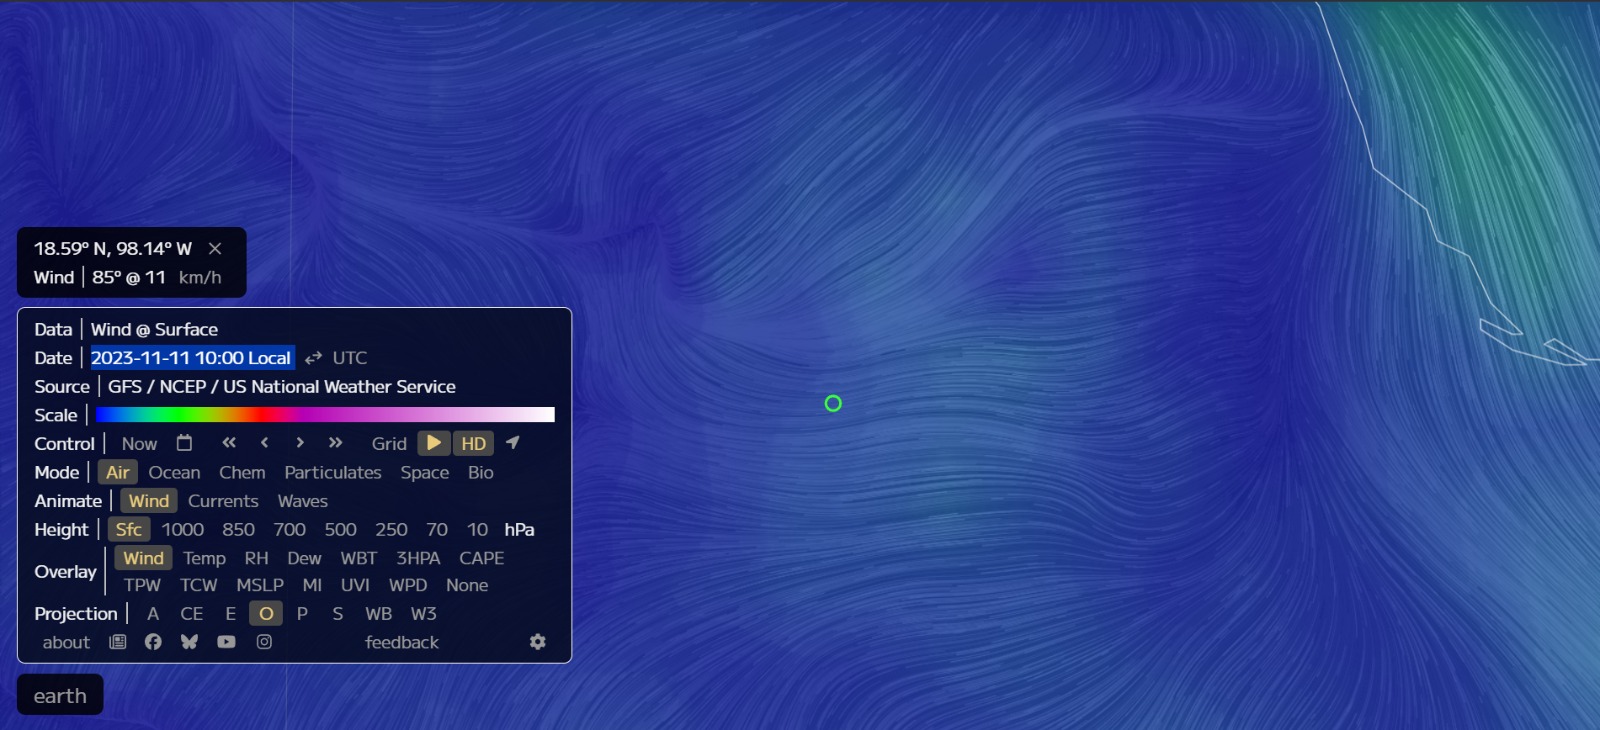 18.59° N, 98.14° W ×
Wind | 85° @ 11 km/h
Data | Wind @ Surface
Date | 2023-11-11 10:00 Local ⇄ UTC
Source | GFS / NCEP / US National Weather Service
Scale |
Control | Now « ‹ › » Grid HD
Mode | Air Ocean Chem Particulates Space Bio
Animate | Wind Currents Waves
Height | Sfc 1000 850 700 500 250 70 10 hPa
Overlay | Wind Temp RH Dew WBT 3HPA CAPE
TPW TCW MSLP MI UVI WPD None
Projection | A CE E O P S WB W3
about feedback
earth